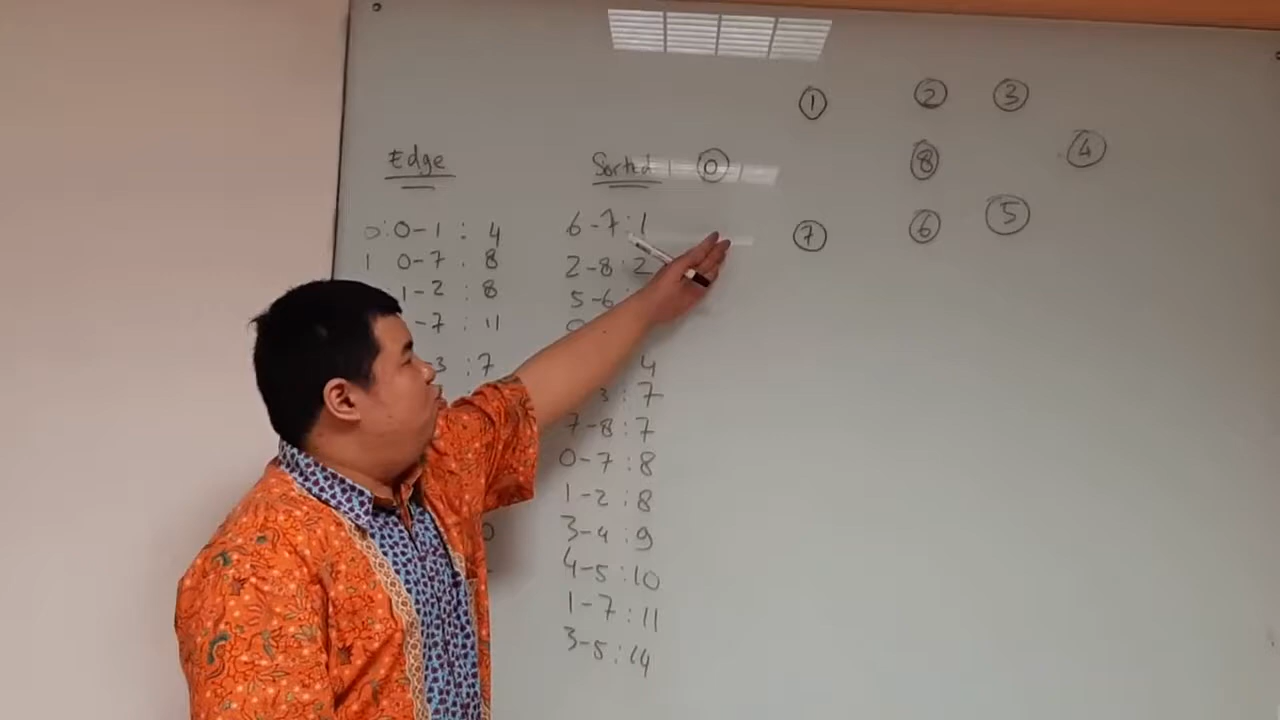 Edge
0: 0-1 : 4
1 0-7 : 8
1-2 : 8
-7 : 11
3 : 7
0
Sorted
6-7:1
2-8:2
5-6:
0
4
3 : 7
7-8:7
0-7:8
1-2:8
3-4:9
4-5:10
1-7:11
3-5:14
0
1
2
3
8
4
7
6
5